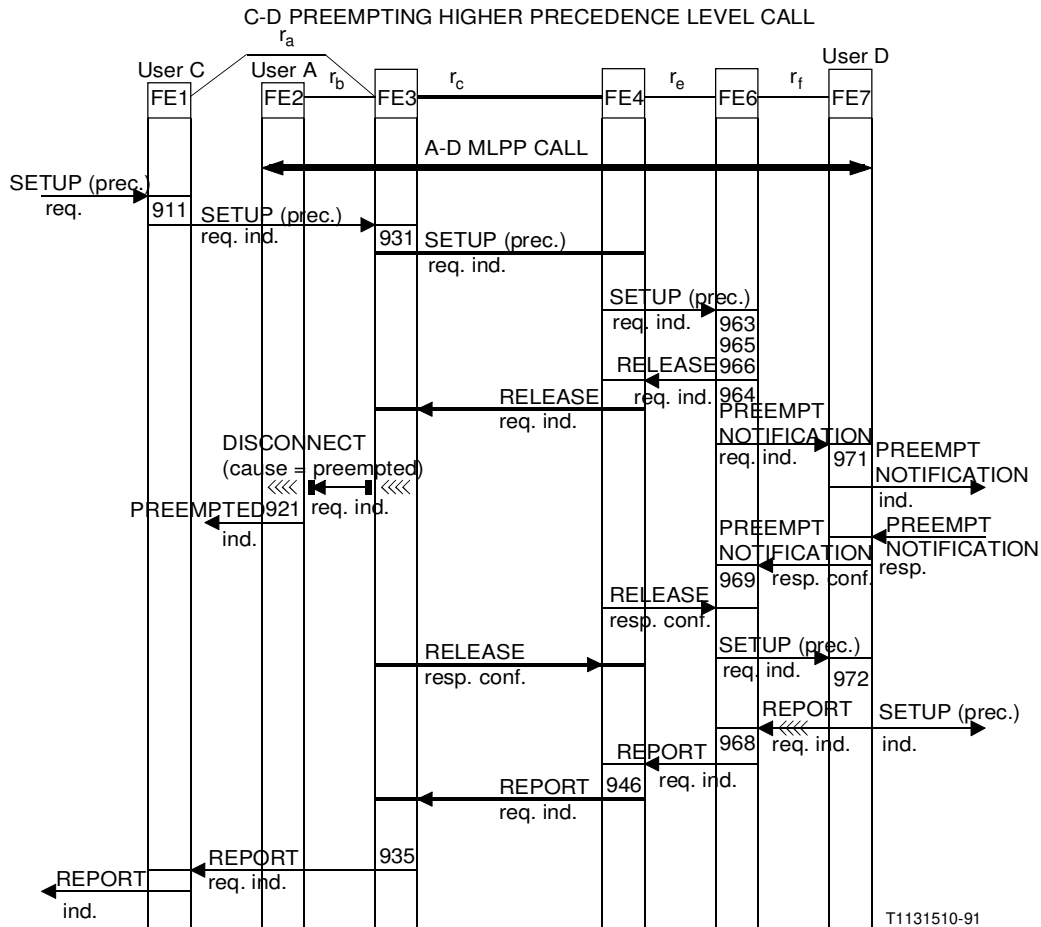 C-D PREEMPTING HIGHER PRECEDENCE LEVEL CALL
ra
User C
User A
User D
FE1
FE2
rb
FE3
rc
FE4
re
FE6
rf
FE7
A-D MLPP CALL
SETUP (prec.)
req.
911
SETUP (prec.)
req. ind.
931
SETUP (prec.)
req. ind.
SETUP (prec.)
req. ind.
963
965
RELEASE
966
req. ind.
964
RELEASE
req. ind.
PREEMPT
NOTIFICATION
req. ind.
971
PREEMPT
NOTIFICATION
ind.
DISCONNECT
(cause = preempted)
req. ind.
PREEMPTED
921
ind.
PREEMPT
NOTIFICATION
resp.
PREEMPT
NOTIFICATION
resp. conf.
969
RELEASE
resp. conf.
RELEASE
resp. conf.
SETUP (prec.)
req. ind.
972
REPORT
req. ind.
SETUP (prec.)
ind.
968
REPORT
req. ind.
946
REPORT
req. ind.
935
REPORT
req. ind.
REPORT
ind.
T1131510-91